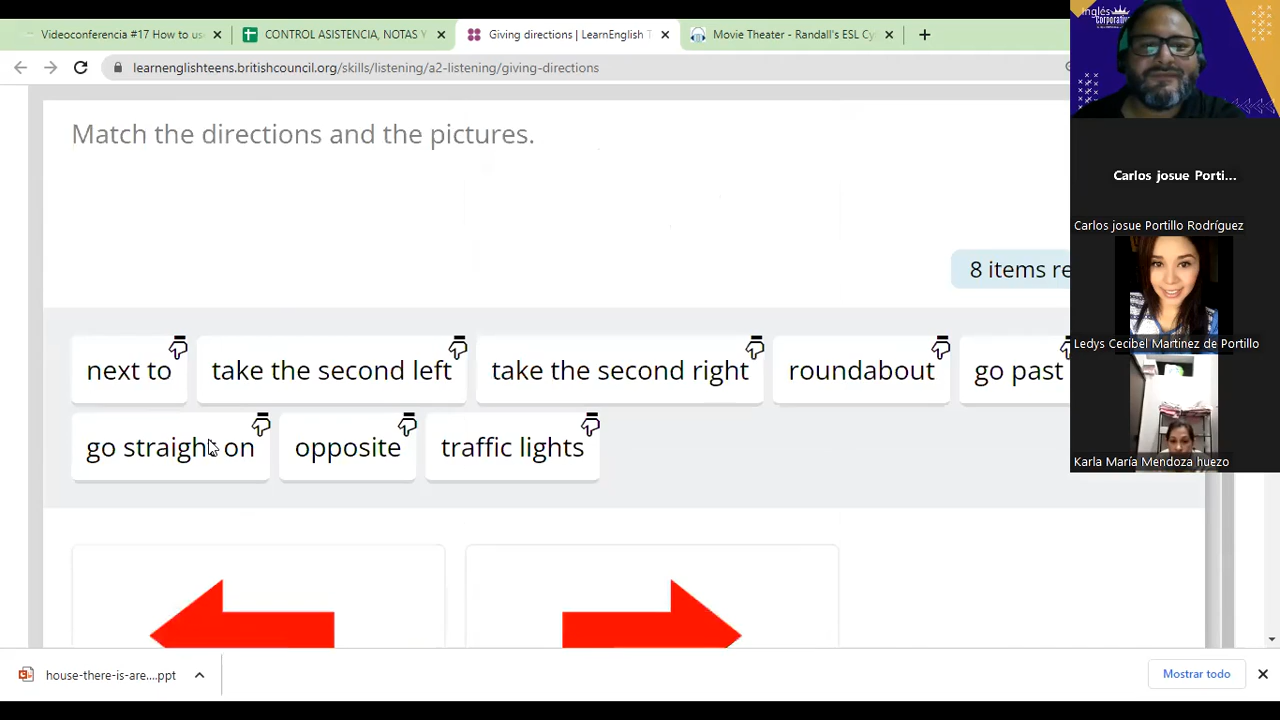 Videoconferencia #17 How to us
CONTROL ASISTENCIA, NOTAS Y
Giving directions | LearnEnglish T
Movie Theater - Randall's ESL Cy
learnenglishteens.britishcouncil.org/skills/listening/a2-listening/giving-directions
Inglés
Corporativo
Match the directions and the pictures.
Carlos josue Porti...
Carlos josue Portillo Rodríguez
8 items re
next to
take the second left
take the second right
roundabout
go past
Ledys Cecibel Martinez de Portillo
go straight on
opposite
traffic lights
Karla María Mendoza huezo
house-there-is-are....ppt
Mostrar todo